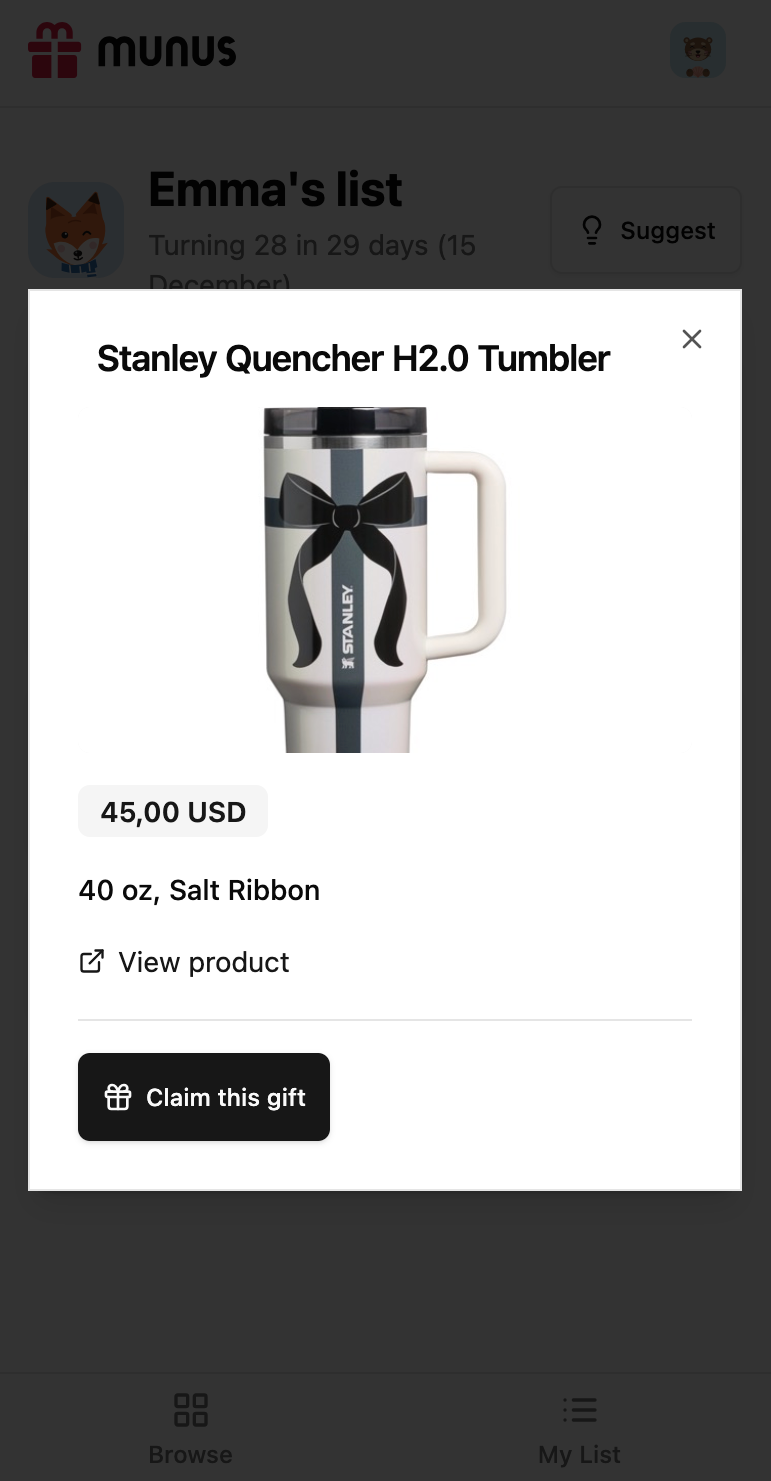 munus
Emma's list
Turning 28 in 29 days (15
December)
Suggest
Stanley Quencher H2.0 Tumbler
STANLEY
45,00 USD
40 oz, Salt Ribbon
View product
Claim this gift
Browse
My List